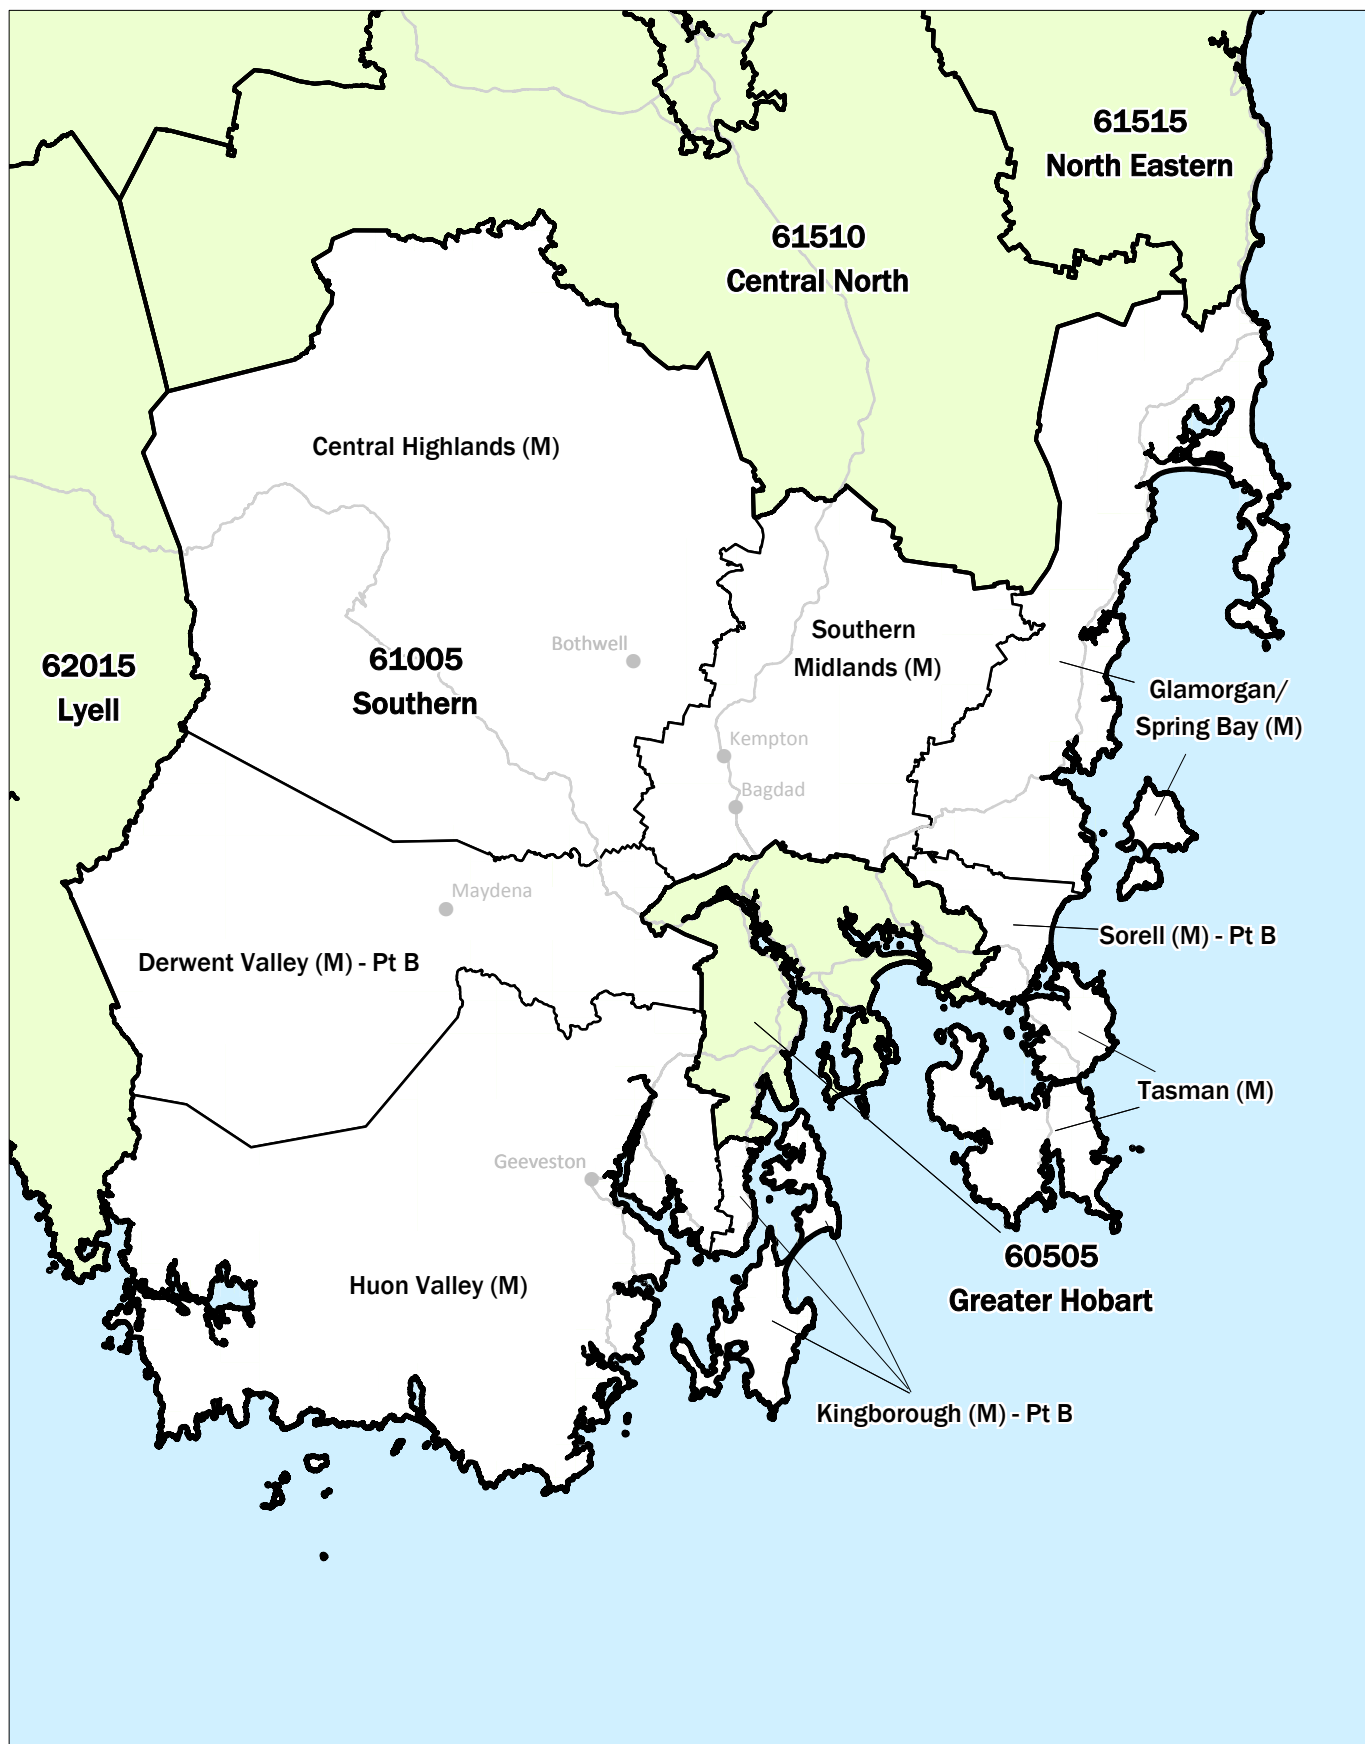 61515
North Eastern
61510
Central North
Central Highlands (M)
Southern
Midlands (M)
Bothwell
62015
Lyell
61005
Southern
Glamorgan/
Spring Bay (M)
Kempton
Bagdad
Maydena
Sorell (M) - Pt B
Derwent Valley (M) - Pt B
Tasman (M)
Geeveston
60505
Greater Hobart
Huon Valley (M)
Kingborough (M) - Pt B